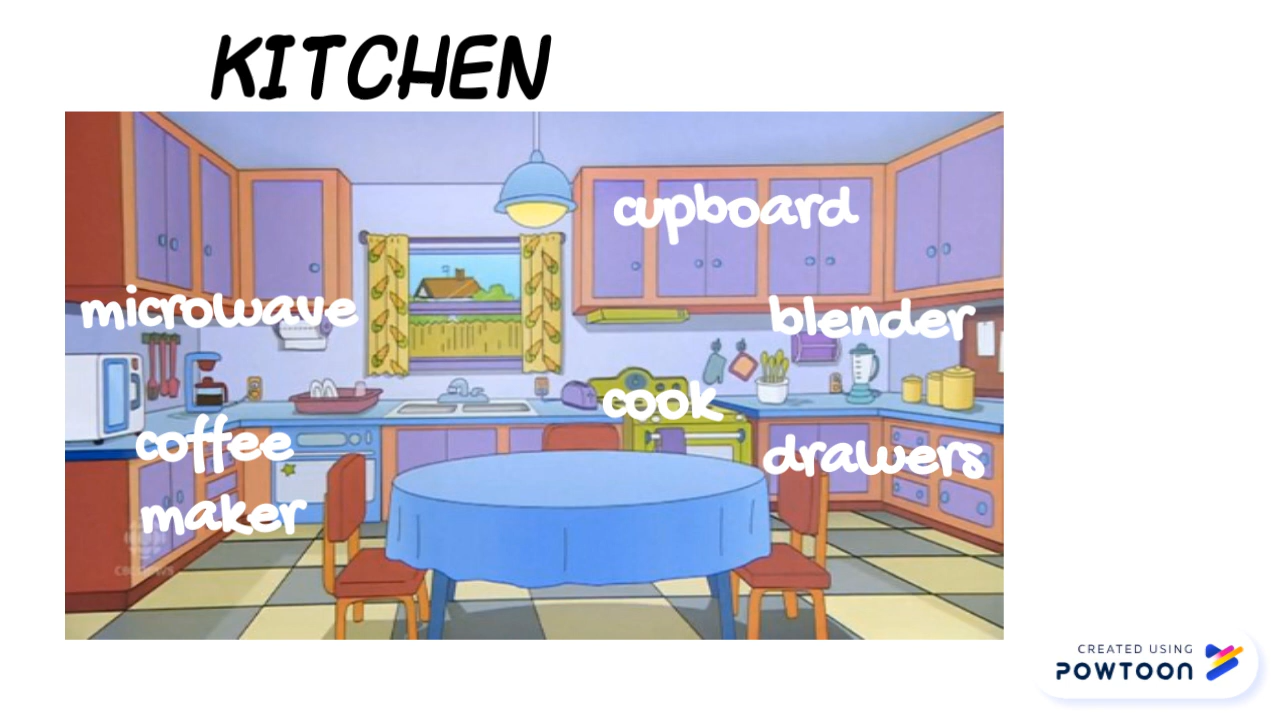 KITCHEN
cupboard
microwave
blender
cook
coffee
maker
drawers
CREATED USING
POWTOON